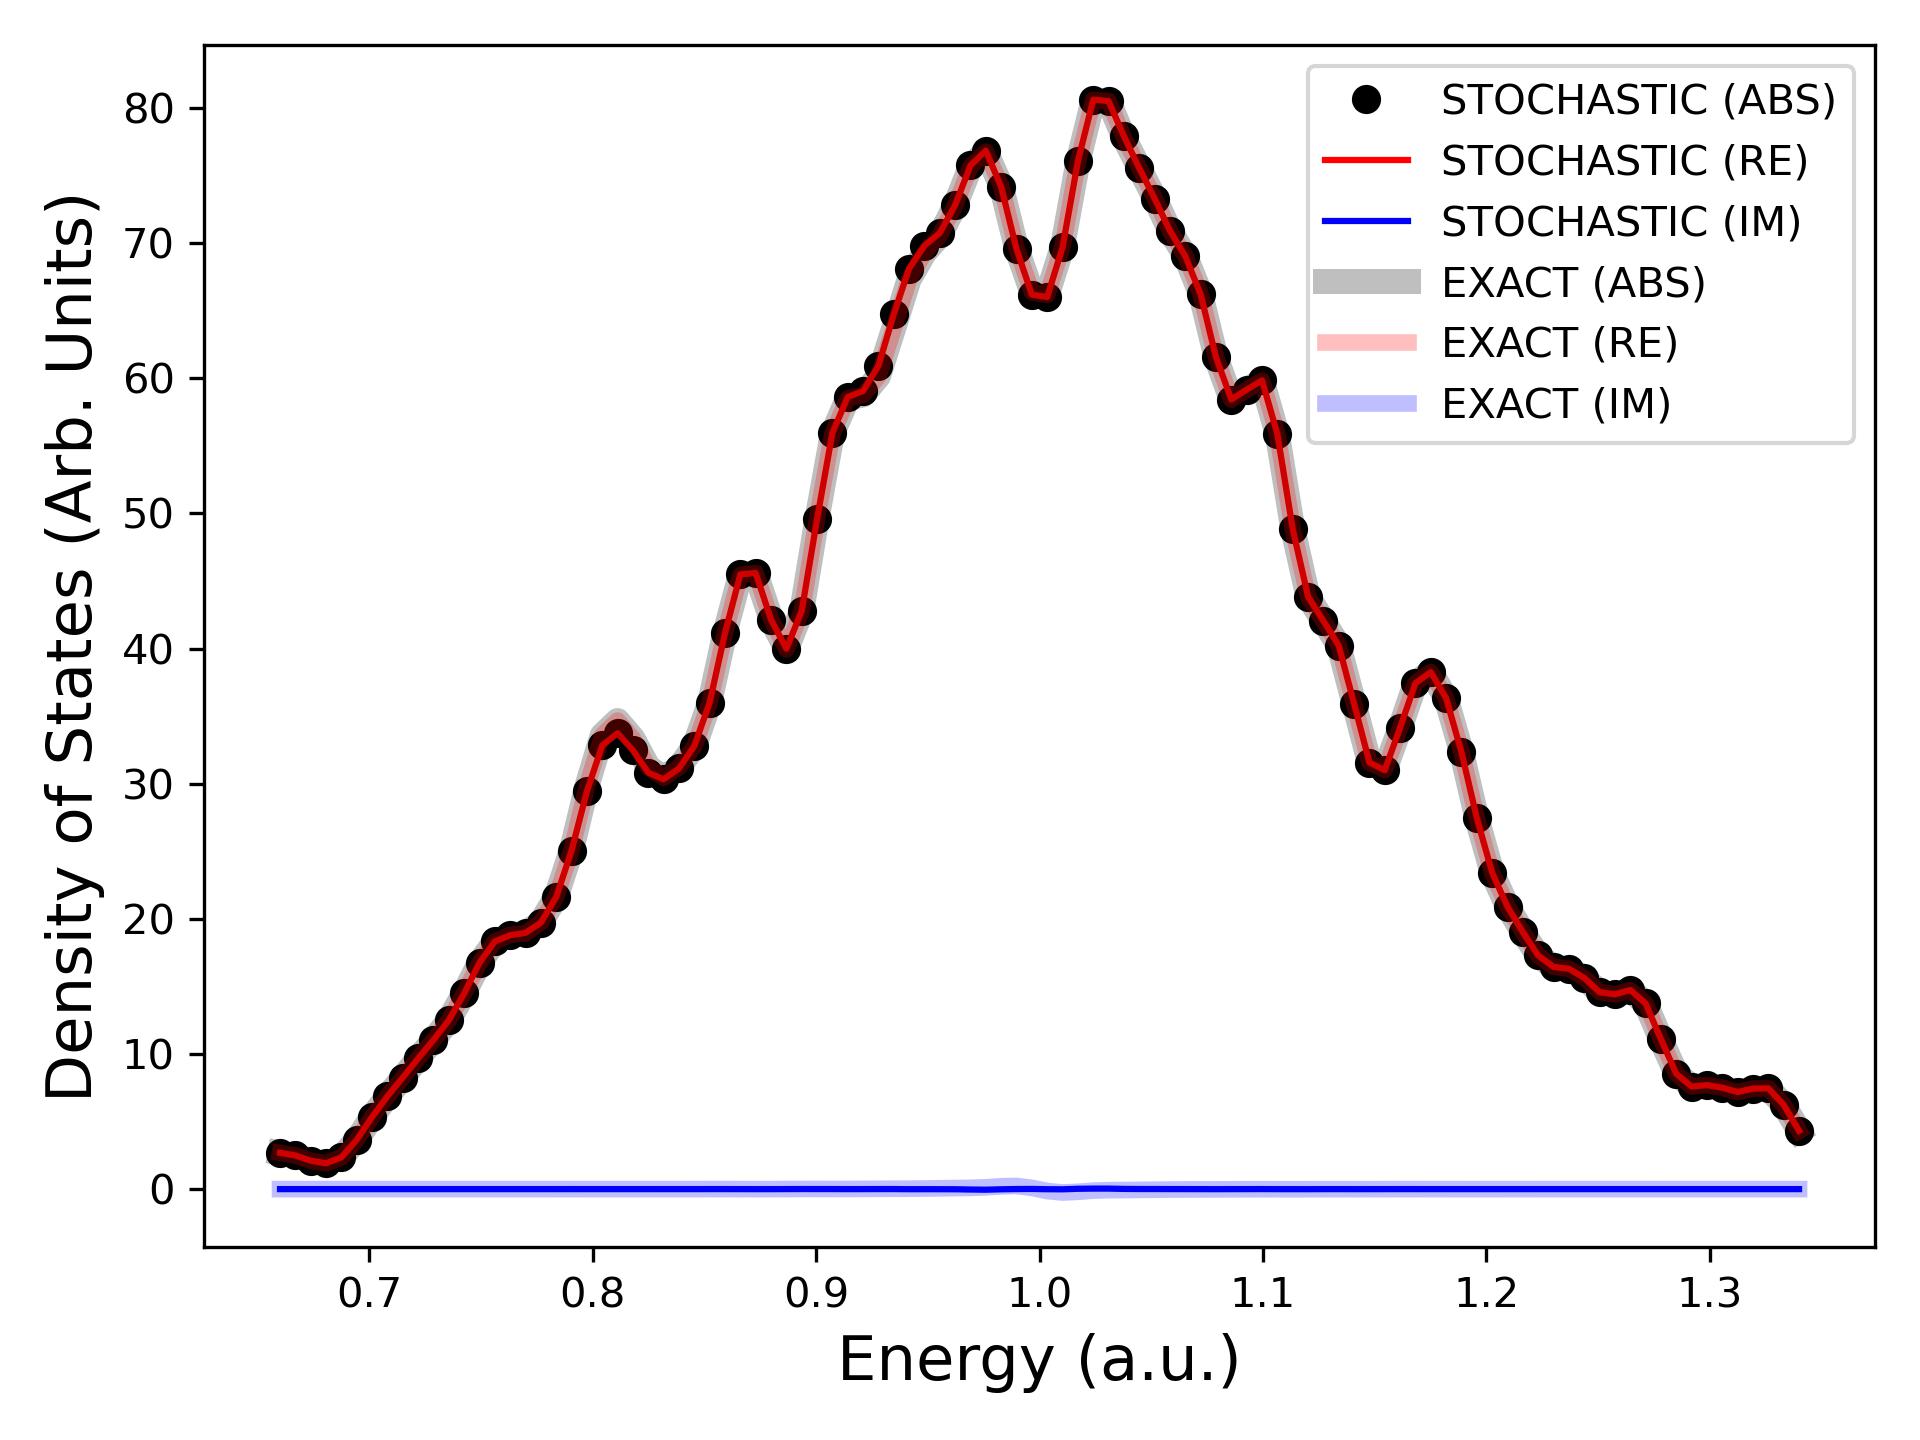 Density of States (Arb. Units)
80
70
60
50
40
30
20
10
0
STOCHASTIC (ABS)
STOCHASTIC (RE)
STOCHASTIC (IM)
EXACT (ABS)
EXACT (RE)
EXACT (IM)
0.7 0.8 0.9 1.0 1.1 1.2 1.3
Energy (a.u.)